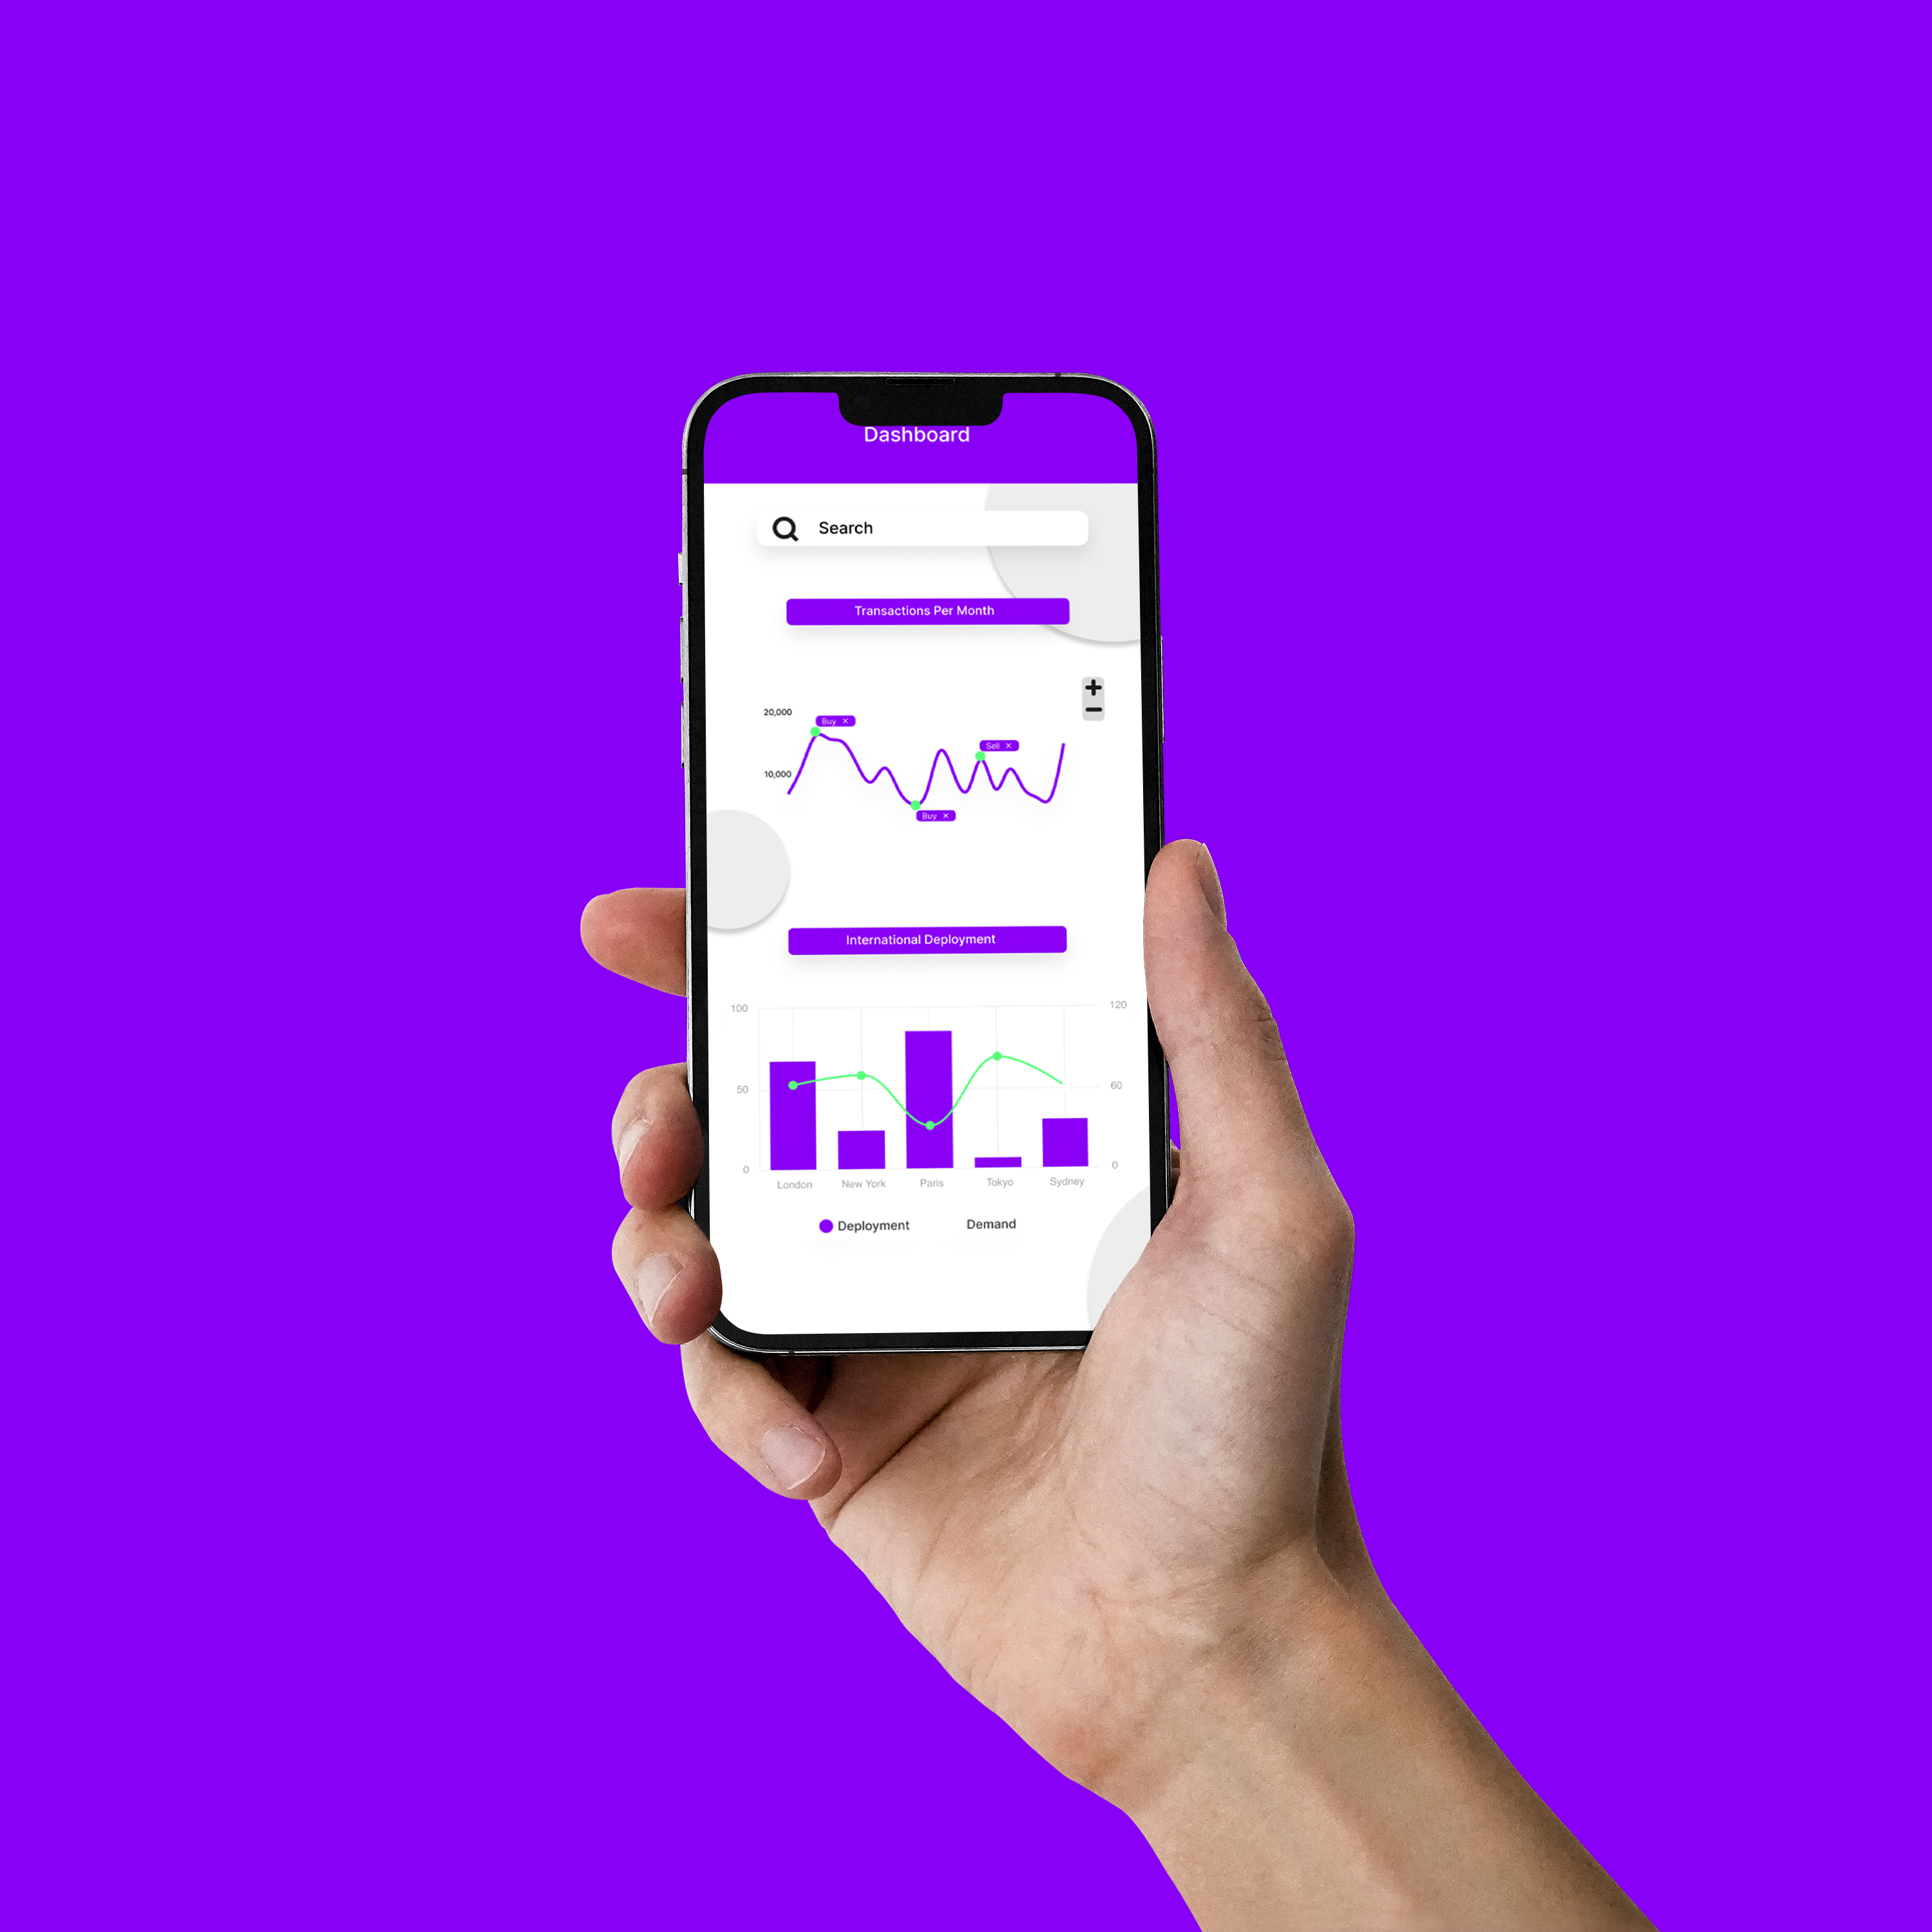 Dashboard
Search
Transactions Per Month
20,000
Buy ×
Sell ×
10,000
Buy ×
International Deployment
100 120
50 60
0 0
London New York Paris Tokyo Sydney
Deployment Demand